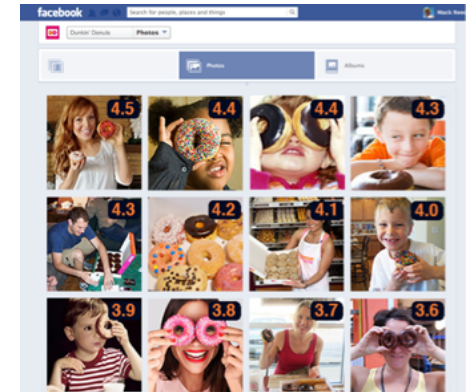 facebook Search for people, places and things
Dunkin' Donuts Photos
Photos Albums
4.5 4.4 4.4 4.3
4.3 4.2 4.1 4.0
3.9 3.8 3.7 3.6